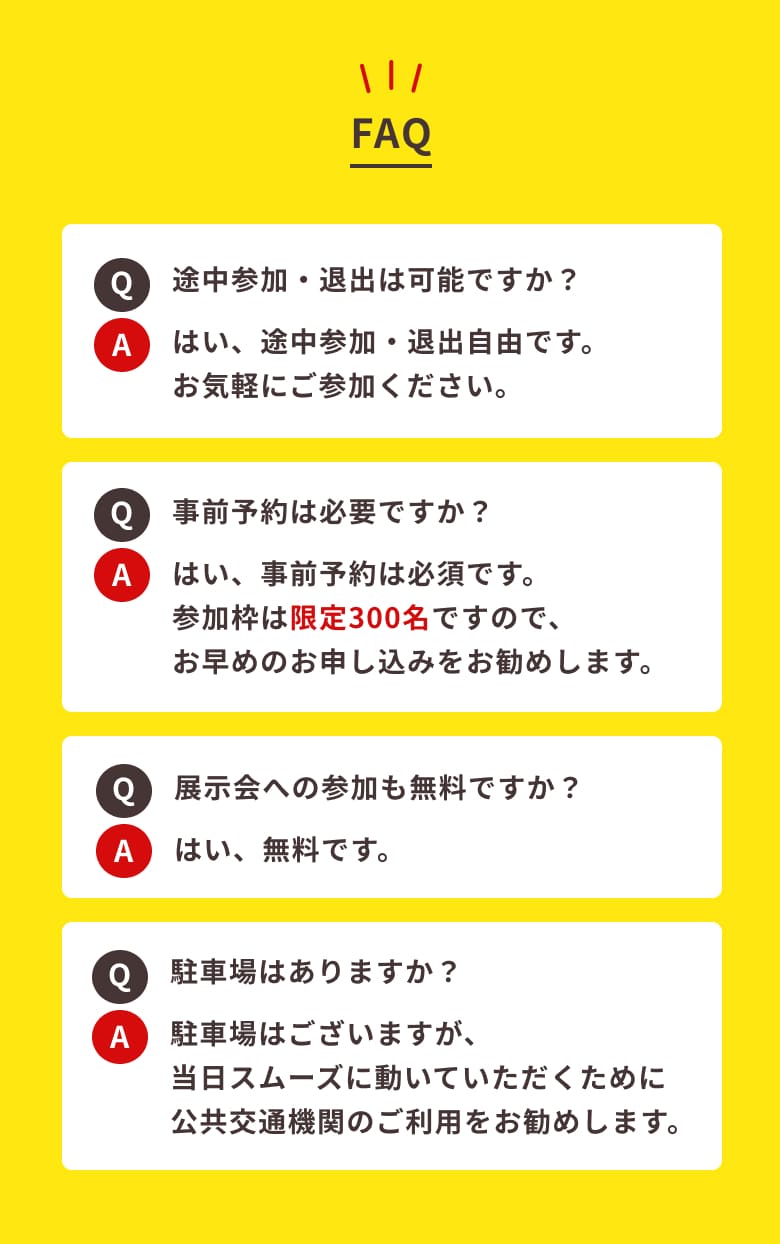 FAQ
Q 途中参加・退出は可能ですか？
A はい、途中参加・退出自由です。
お気軽にご参加ください。
Q 事前予約は必要ですか？
A はい、事前予約は必須です。
参加枠は限定300名ですので、
お早めのお申し込みをお勧めします。
Q 展示会への参加も無料ですか？
A はい、無料です。
Q 駐車場はありますか？
A 駐車場はございますが、
当日スムーズに動いていただくために
公共交通機関のご利用をお勧めします。